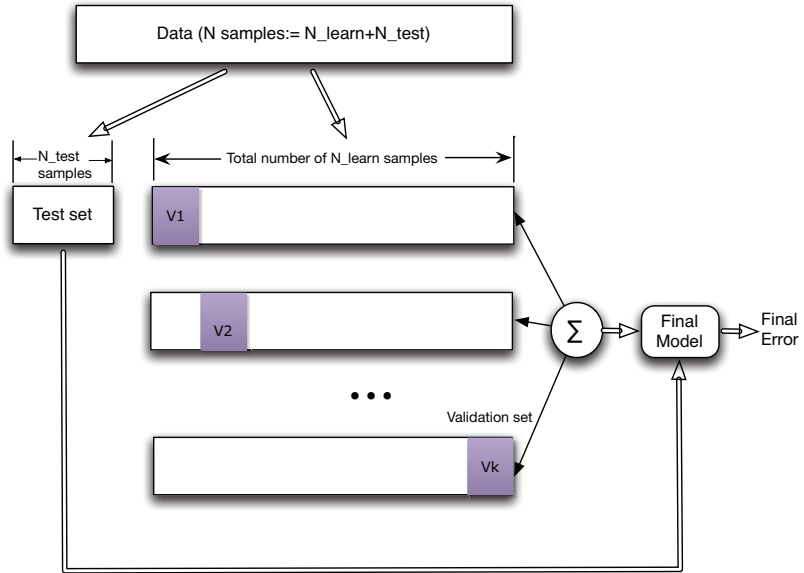 Data (N samples:= N_learn+N_test)
N_test
samples
Total number of N_learn samples
Test set
V1
V2
Σ
Final
Model
Final
Error
...
Validation set
Vk